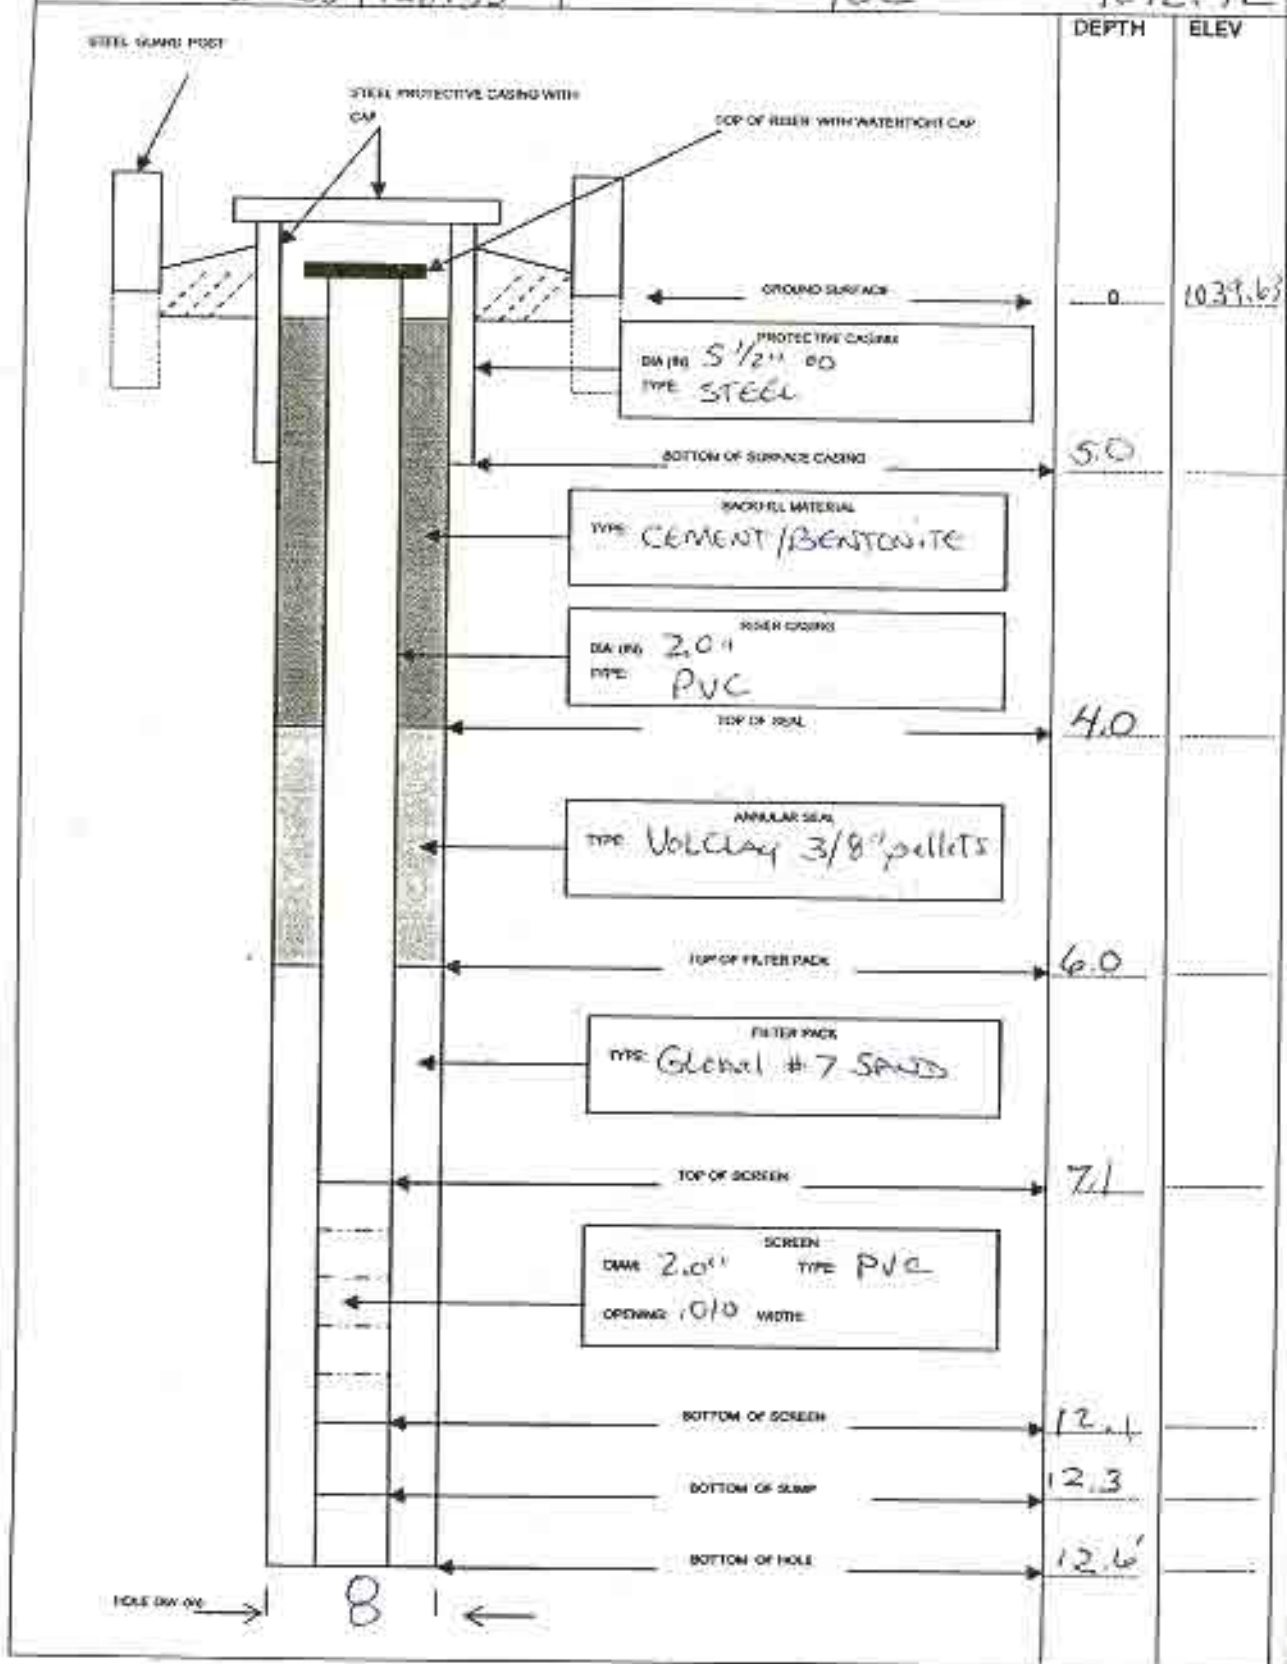 DEPTH ELEV
STEEL GUARD POST
STEEL PROTECTIVE CASING WITH
CAP
TOP OF RISER WITH WATERTIGHT CAP
GROUND SURFACE 0 1039.63
PROTECTIVE CASING
DIA (IN) 5 1/2" OD
TYPE: STEEL
BOTTOM OF SURFACE CASING 5.0
BACKFILL MATERIAL
TYPE: CEMENT/BENTONITE
RISER CASING
DIA (IN) 2.0"
TYPE: PVC
TOP OF SEAL 4.0
ANNULAR SEAL
TYPE: VolClay 3/8" pellets
TOP OF FILTER PACK 6.0
FILTER PACK
TYPE: #7 SAND
TOP OF SCREEN 7.1
SCREEN
DIAM: 2.0" TYPE: PVC
OPENING: .010 WIDTH:
BOTTOM OF SCREEN 12.1
BOTTOM OF SUMP 12.3
BOTTOM OF HOLE 12.6'
HOLE DIA (IN) 8